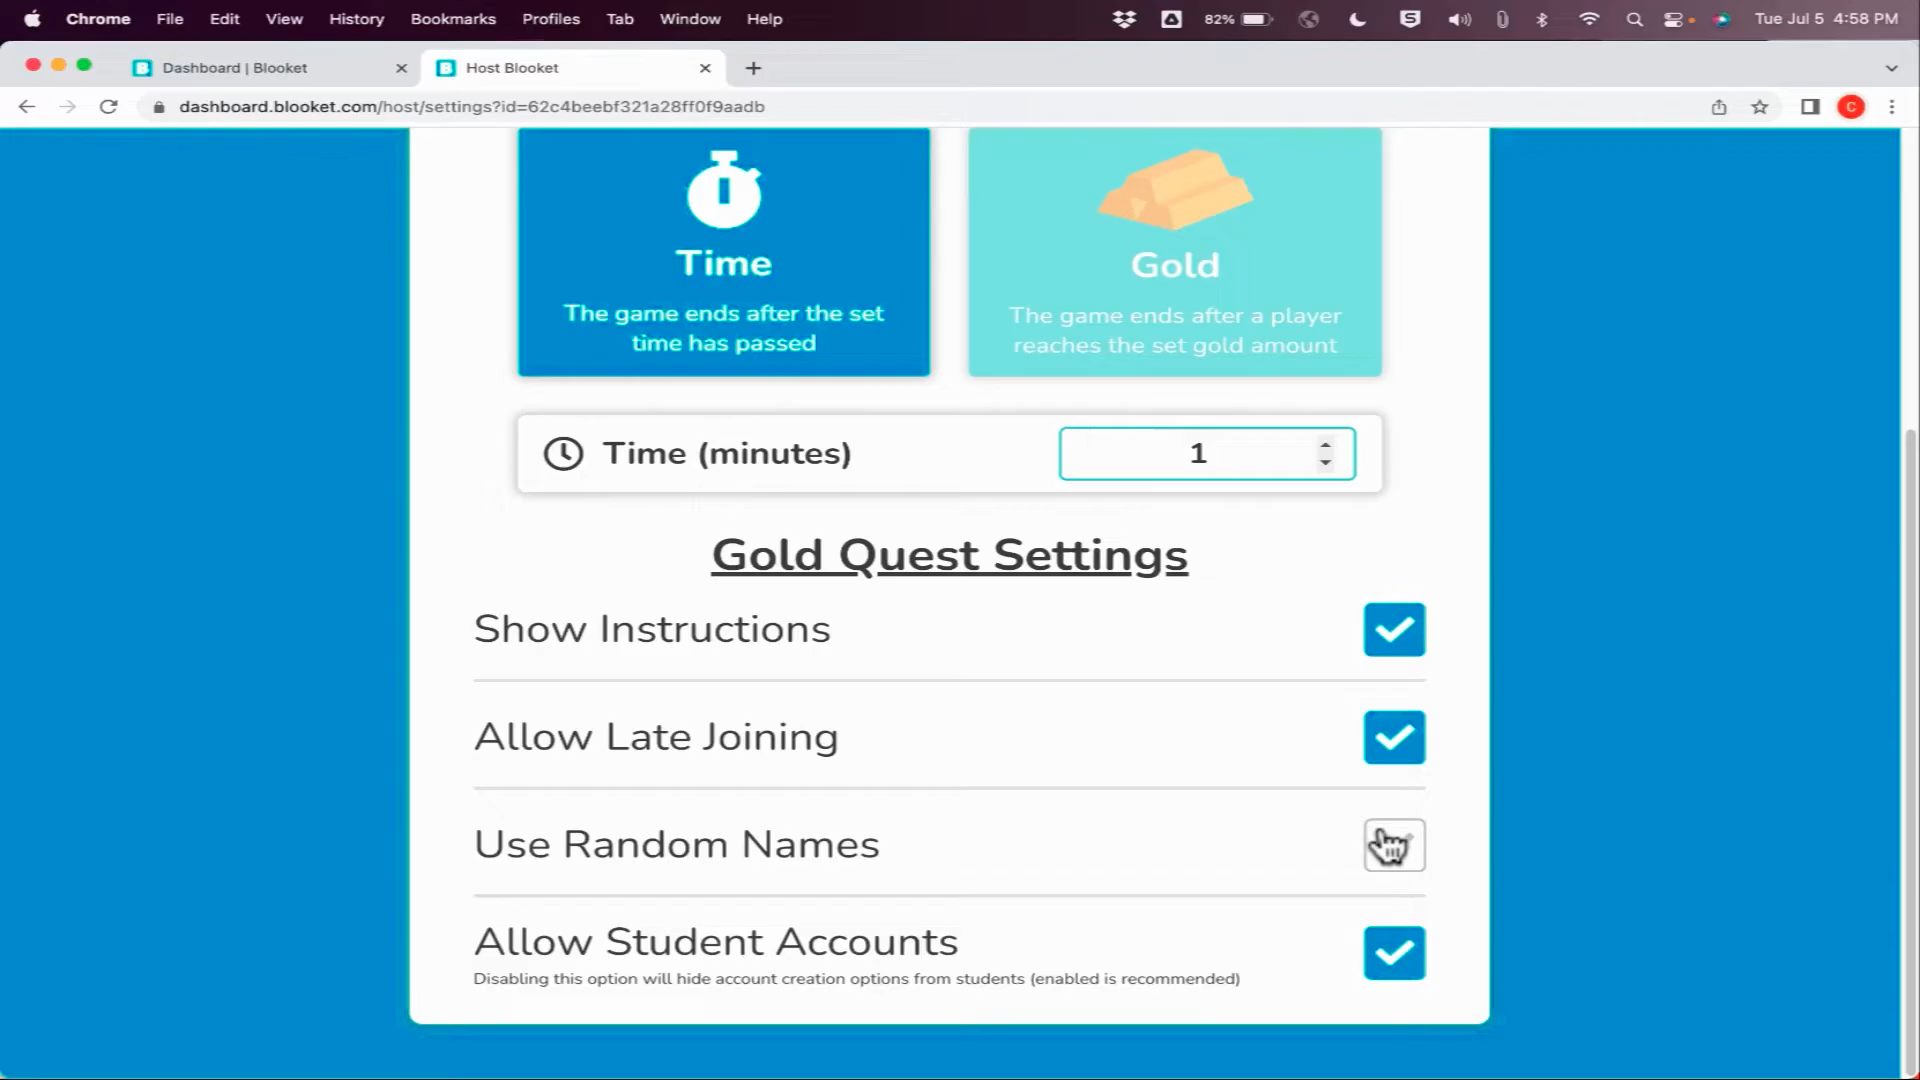 Chrome File Edit View History Bookmarks Profiles Tab Window Help 82% Tue Jul 5 4:58 PM
Dashboard | Blooket Host Blooket
dashboard.blooket.com/host/settings?id=62c4beebf321a28ff0f9aadb C
Time
The game ends after the set
time has passed
Gold
The game ends after a player
reaches the set gold amount
Time (minutes) 1
Gold Quest Settings
Show Instructions
Allow Late Joining
Use Random Names
Allow Student Accounts
Disabling this option will hide account creation options from students (enabled is recommended)